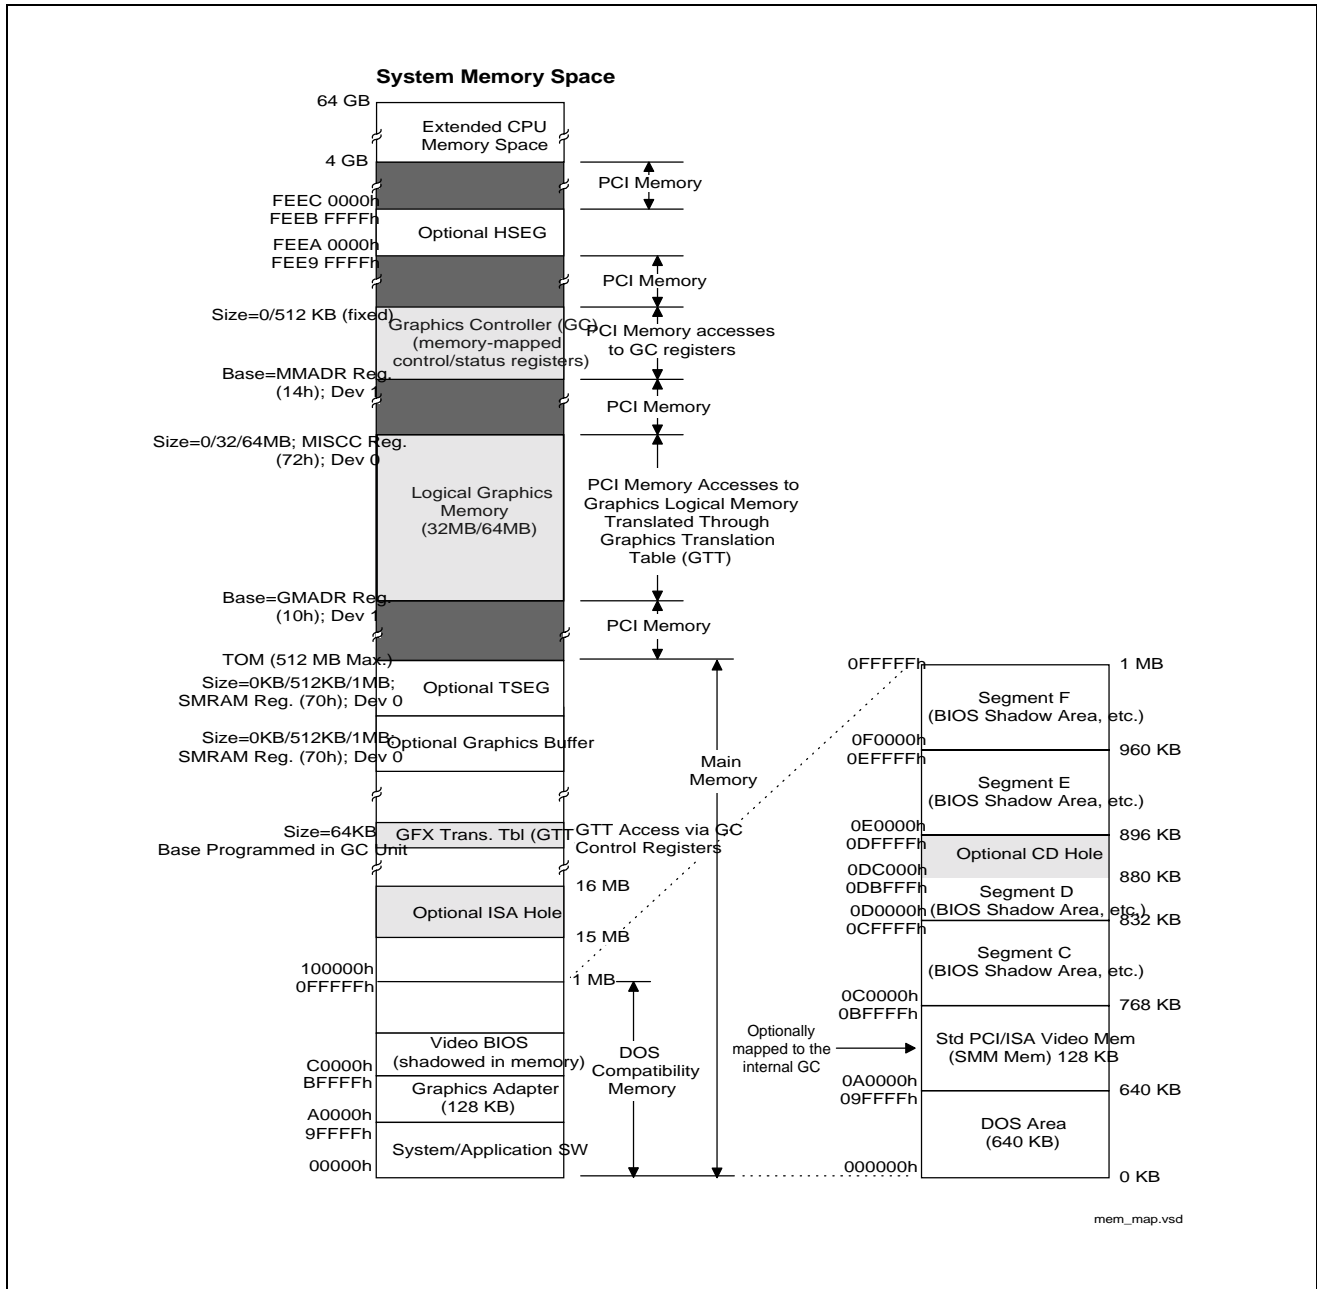 System Memory Space
64 GB
Extended CPU
Memory Space
4 GB
PCI Memory
FEEC 0000h
FEEB FFFFh
Optional HSEG
FEEA 0000h
FEE9 FFFFh
PCI Memory
Size=0/512 KB (fixed)
Graphics Controller (GC)
(memory-mapped
control/status registers)
PCI Memory accesses
to GC registers
Base=MMADR Reg.
(14h); Dev 1
PCI Memory
Size=0/32/64MB; MISCC Reg.
(72h); Dev 0
Logical Graphics
Memory
(32MB/64MB)
PCI Memory Accesses to
Graphics Logical Memory
Translated Through
Graphics Translation
Table (GTT)
Base=GMADR Reg.
(10h); Dev 1
PCI Memory
TOM (512 MB Max.)
Size=0KB/512KB/1MB;
SMRAM Reg. (70h); Dev 0
Optional TSEG
Size=0KB/512KB/1MB;
SMRAM Reg. (70h); Dev 0
Optional Graphics Buffer
Main
Memory
Size=64KB
Base Programmed in GC Unit
GFX Trans. Tbl (GTT
GTT Access via GC
Control Registers
16 MB
Optional ISA Hole
15 MB
100000h
0FFFFFh
1 MB
Video BIOS
(shadowed in memory)
DOS
Compatibility
Memory
C0000h
BFFFFh
Graphics Adapter
(128 KB)
A0000h
9FFFFh
System/Application SW
00000h
0FFFFFh
1 MB
Segment F
(BIOS Shadow Area, etc.)
0F0000h
0EFFFFh
960 KB
Segment E
(BIOS Shadow Area, etc.)
0E0000h
0DFFFFh
896 KB
Optional CD Hole
0DC000h
0DBFFFh
880 KB
Segment D
(BIOS Shadow Area, etc.)
0D0000h
0CFFFFh
832 KB
Segment C
(BIOS Shadow Area, etc.)
0C0000h
0BFFFFh
768 KB
Optionally
mapped to the
internal GC
Std PCI/ISA Video Mem
(SMM Mem) 128 KB
0A0000h
09FFFFh
640 KB
DOS Area
(640 KB)
000000h
0 KB
mem_map.vsd